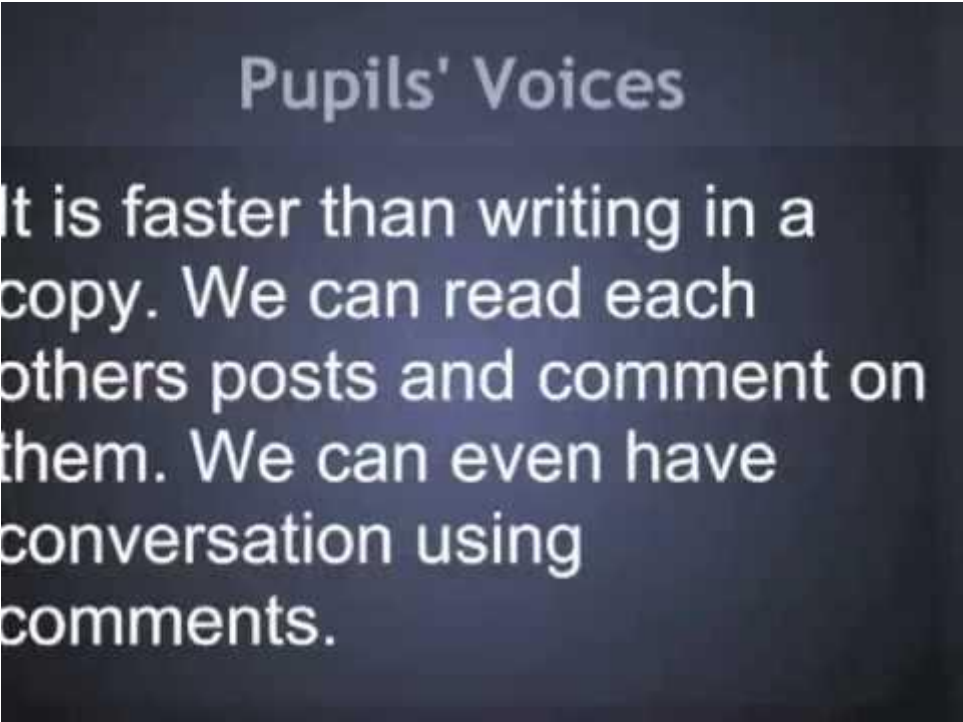 Pupils' Voices
It is faster than writing in a
copy. We can read each
others posts and comment on
them. We can even have
conversation using
comments.